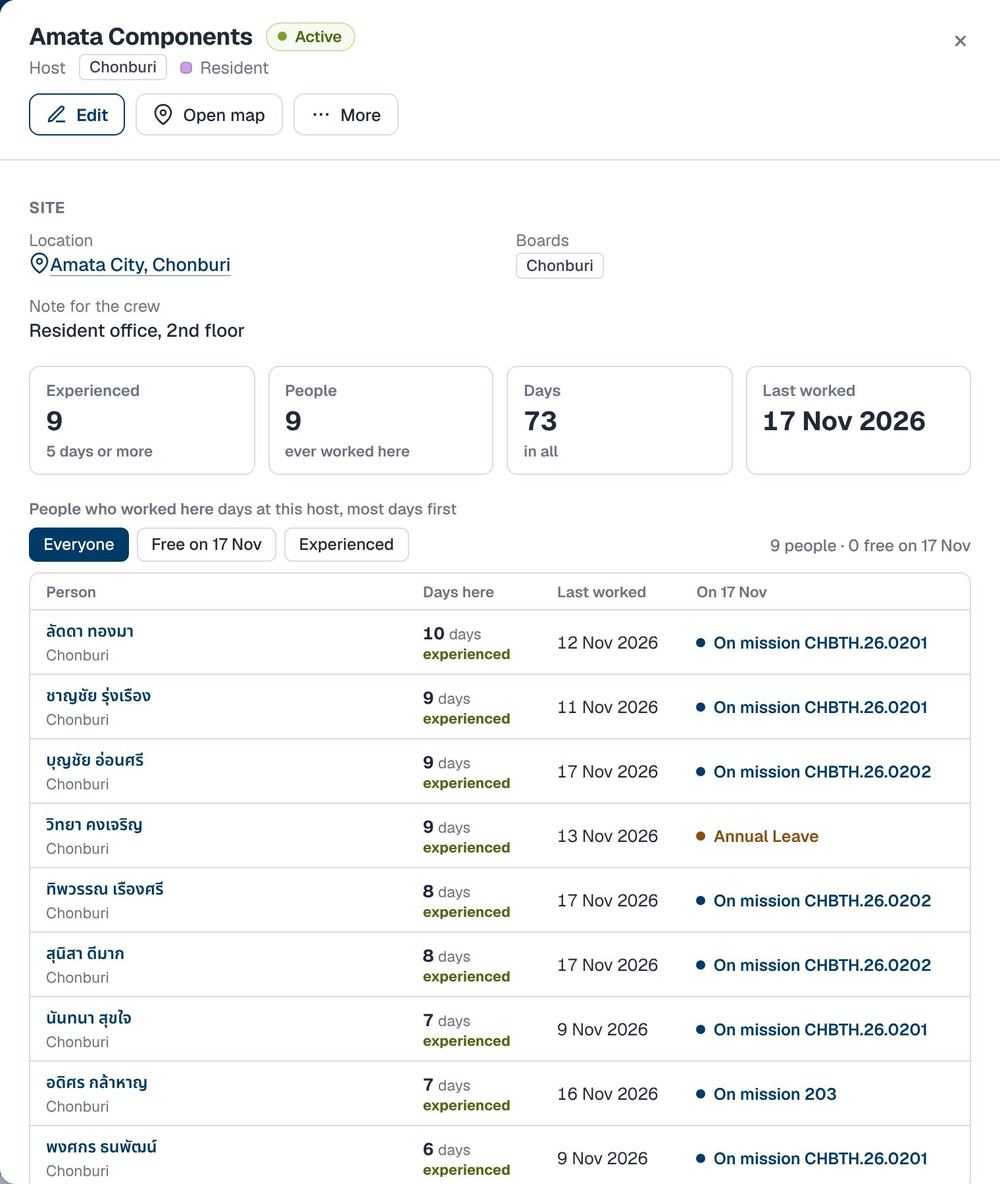 Amata Components Active
Host Chonburi Resident
Edit Open map More
SITE
Location Boards
Amata City, Chonburi Chonburi
Note for the crew
Resident office, 2nd floor
Experienced People Days Last worked
9 9 73 17 Nov 2026
5 days or more ever worked here in all
People who worked here days at this host, most days first
Everyone Free on 17 Nov Experienced 9 people · 0 free on 17 Nov
Person Days here Last worked On 17 Nov
ลัดดา ทองมา 10 days 12 Nov 2026 On mission CHBTH.26.0201
Chonburi experienced
ชาญชัย รุ่งเรือง 9 days 11 Nov 2026 On mission CHBTH.26.0201
Chonburi experienced
บุญชัย อ่อนศรี 9 days 17 Nov 2026 On mission CHBTH.26.0202
Chonburi experienced
วิทยา คงเจริญ 9 days 13 Nov 2026 Annual Leave
Chonburi experienced
ทิพวรรณ เรืองศรี 8 days 17 Nov 2026 On mission CHBTH.26.0202
Chonburi experienced
สุนิสา ดีมาก 8 days 17 Nov 2026 On mission CHBTH.26.0202
Chonburi experienced
นันทนา สุขใจ 7 days 9 Nov 2026 On mission CHBTH.26.0201
Chonburi experienced
อดิศร กล้าหาญ 7 days 16 Nov 2026 On mission 203
Chonburi experienced
พงศกร ธนพัฒน์ 6 days 9 Nov 2026 On mission CHBTH.26.0201
Chonburi experienced